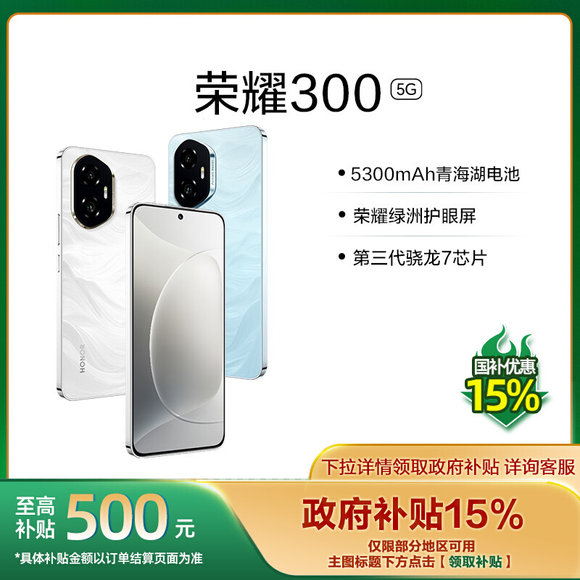 荣耀300 5G
5300mAh青海湖电池
荣耀绿洲护眼屏
第三代骁龙7芯片
HONOR
国补优惠
15%
下拉详情领取政府补贴 详询客服
至高
补贴
500元
*具体补贴金额以订单结算页面为准
政府补贴15%
仅限部分地区可用
主图标题下方点击【领取补贴】